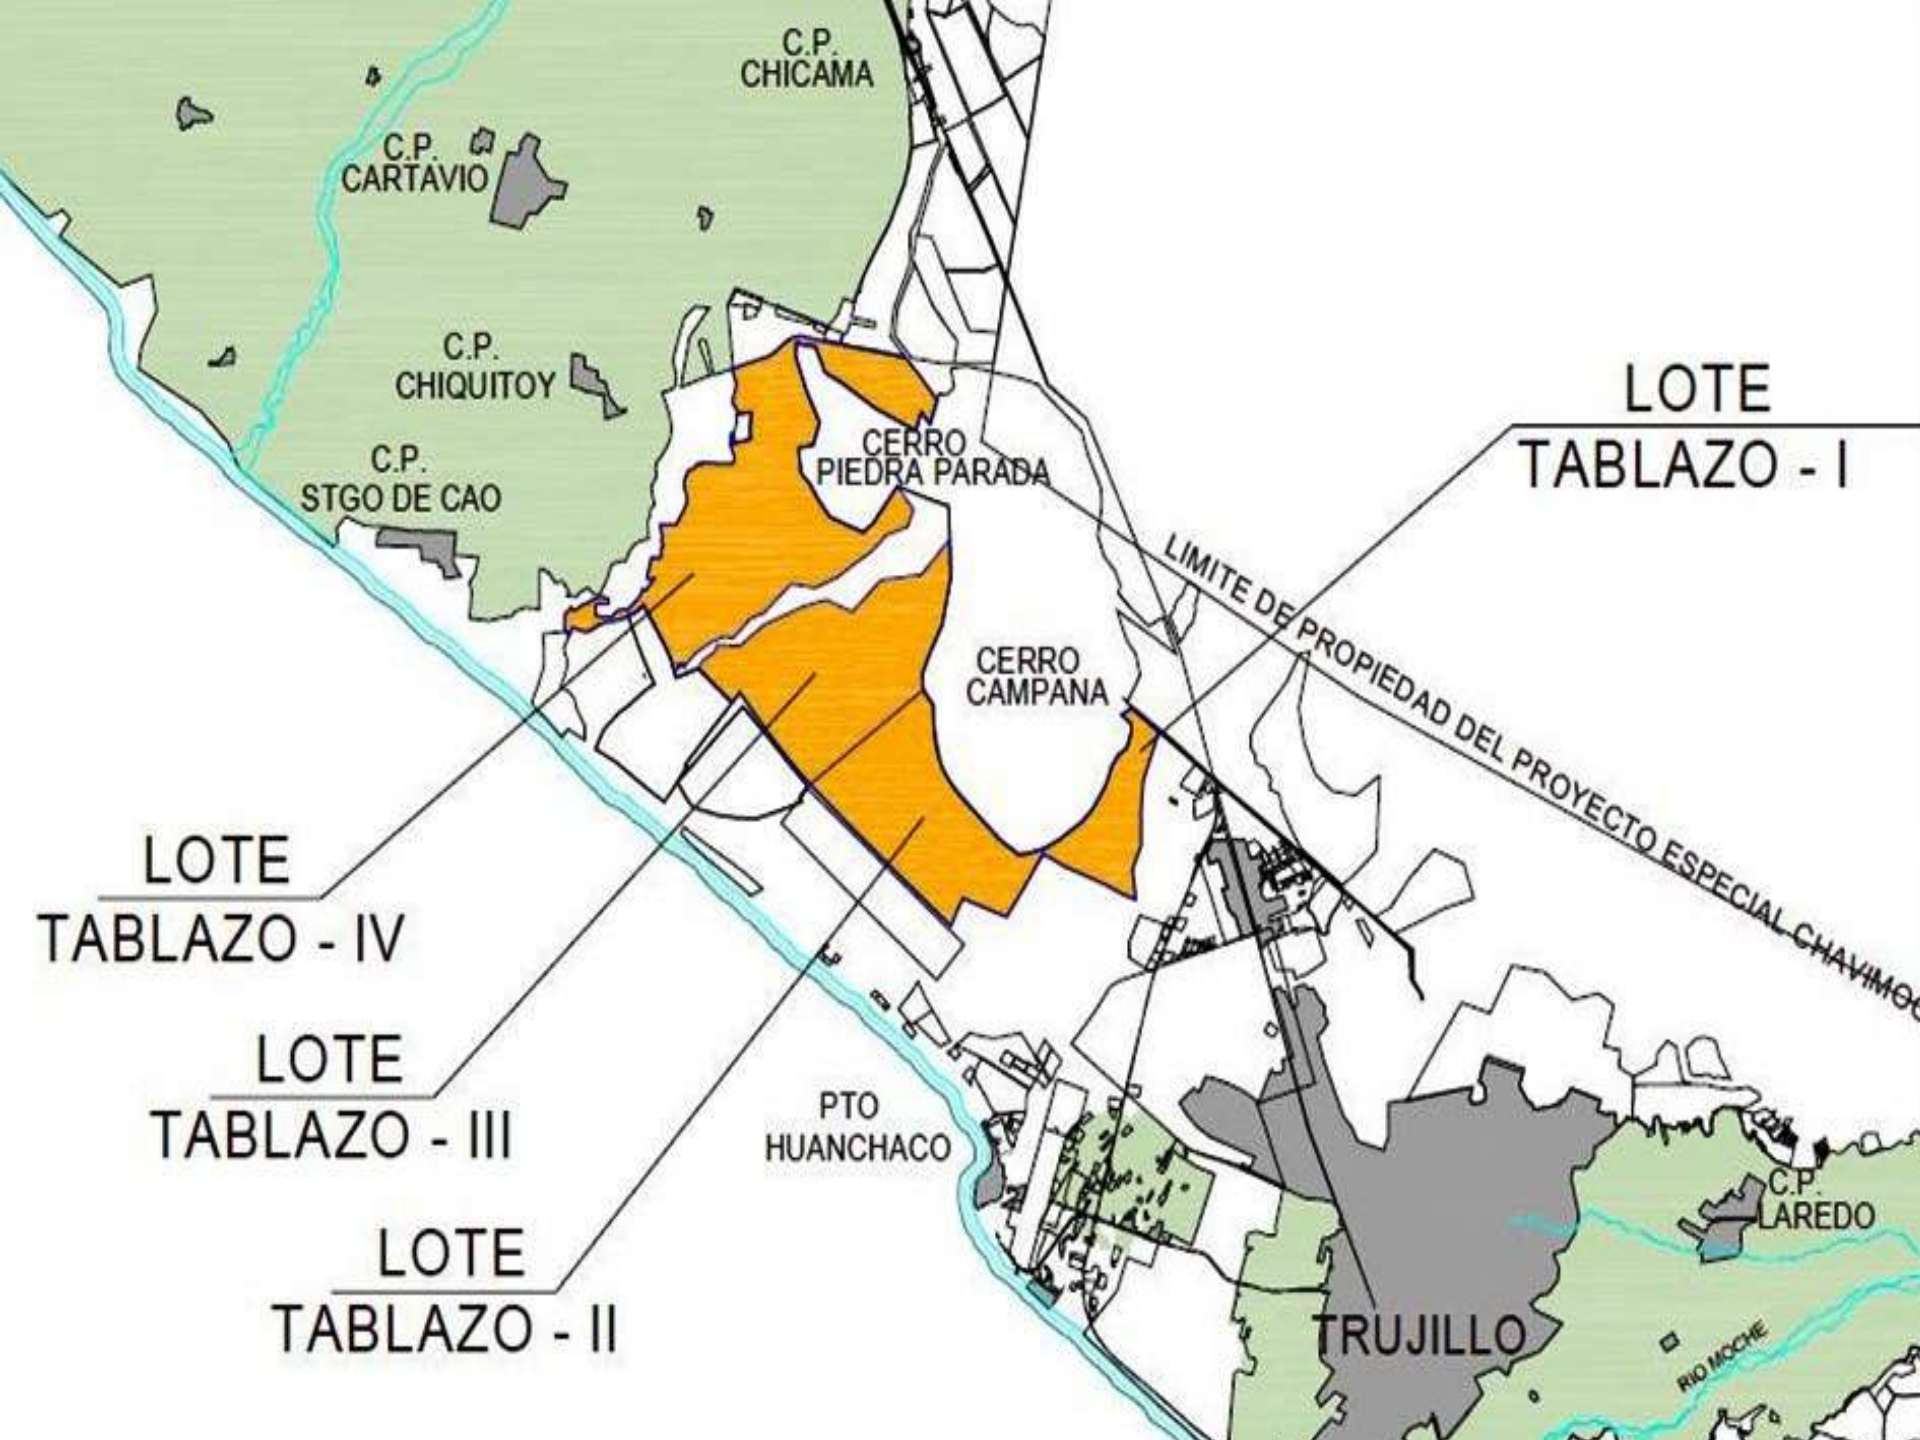 C.P.
CHICAMA
C.P.
CARTAVIO
C.P.
CHIQUITOY
C.P.
STGO DE CAO
CERRO
PIEDRA PARADA
LOTE
TABLAZO - I
LIMITE DE PROPIEDAD DEL PROYECTO ESPECIAL CHAVIMOC
CERRO
CAMPANA
LOTE
TABLAZO - IV
LOTE
TABLAZO - III
LOTE
TABLAZO - II
PTO
HUANCHACO
C.P.
LAREDO
TRUJILLO
RIO MOCHE